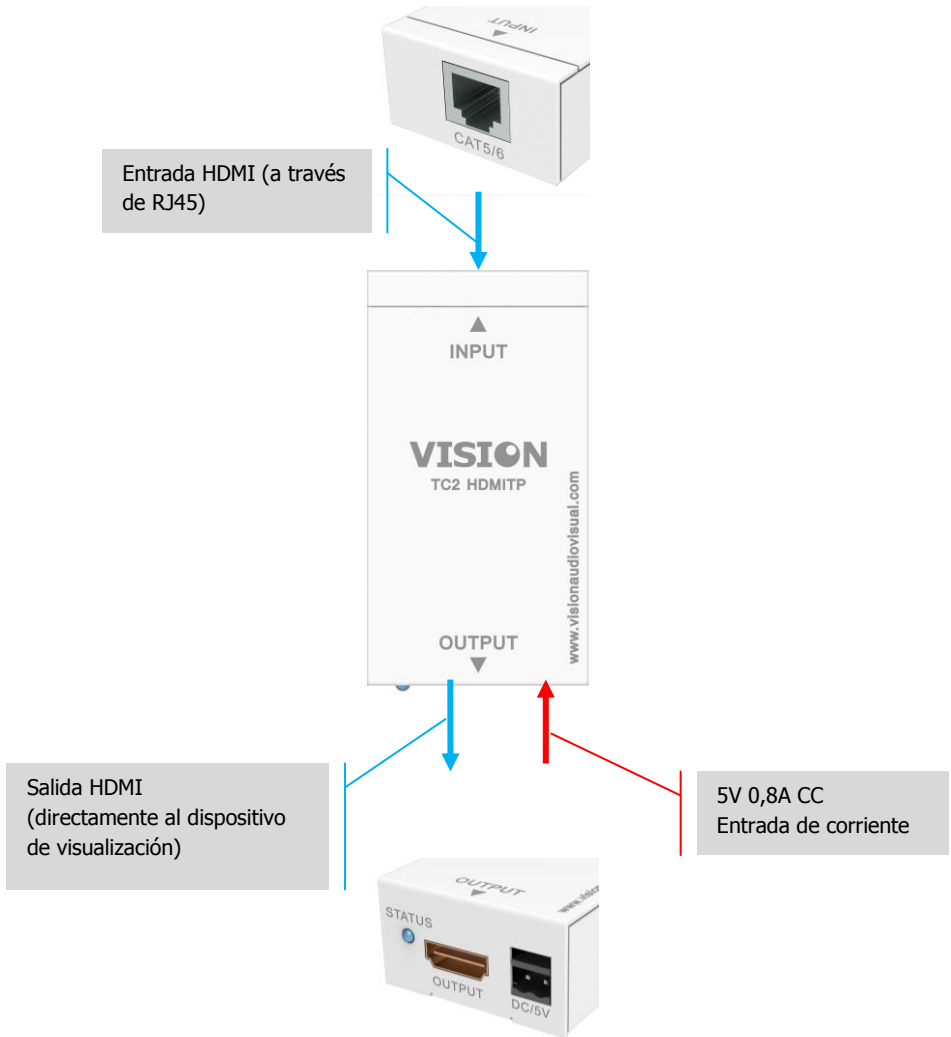 INPUT
CAT5/6
Entrada HDMI (a través
de RJ45)
INPUT
VISION
TC2 HDMITP
www.visionaudiovisual.com
OUTPUT
Salida HDMI
(directamente al dispositivo
de visualización)
5V 0,8A CC
Entrada de corriente
OUTPUT
STATUS
OUTPUT
DC/5V